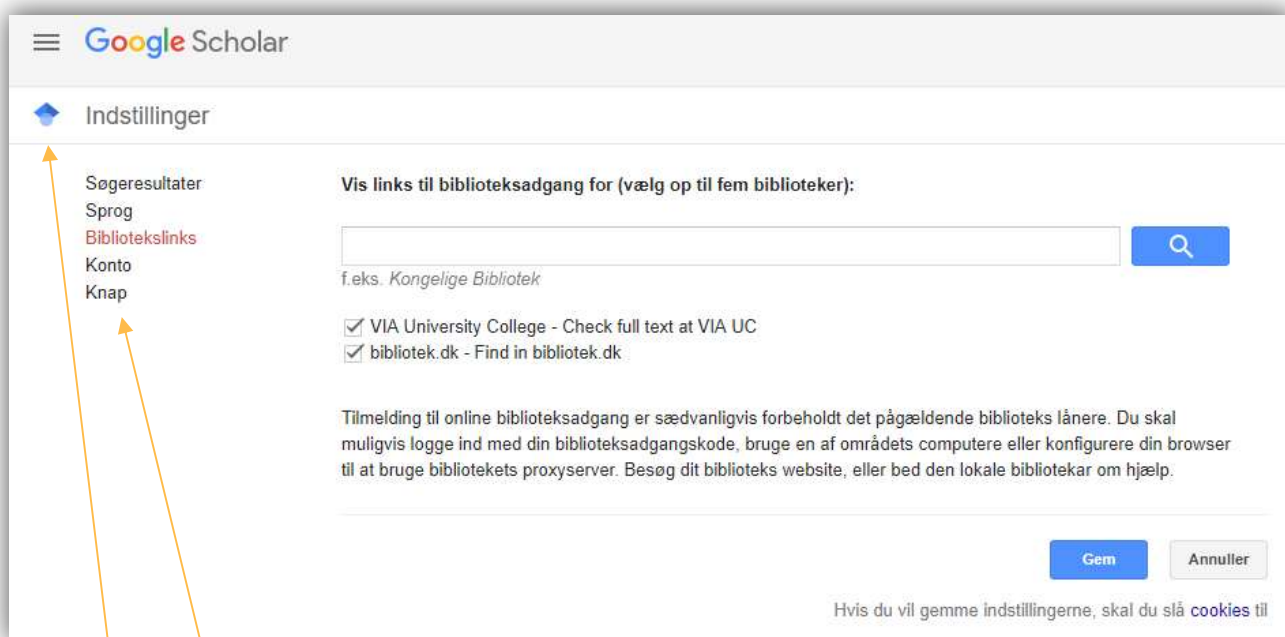 Google Scholar
Indstillinger
Søgeresultater
Sprog
Bibliotekslinks
Konto
Knap
Vis links til biblioteksadgang for (vælg op til fem biblioteker):
f.eks. Kongelige Bibliotek
VIA University College - Check full text at VIA UC
bibliotek.dk - Find in bibliotek.dk
Tilmelding til online biblioteksadgang er sædvanligvis forbeholdt det pågældende biblioteks lånere. Du skal
muligvis logge ind med din biblioteksadgangskode, bruge en af områdets computere eller konfigurere din browser
til at bruge bibliotekets proxyserver. Besøg dit biblioteks website, eller bed den lokale bibliotekar om hjælp.
Gem
Annuller
Hvis du vil gemme indstillingerne, skal du slå cookies til